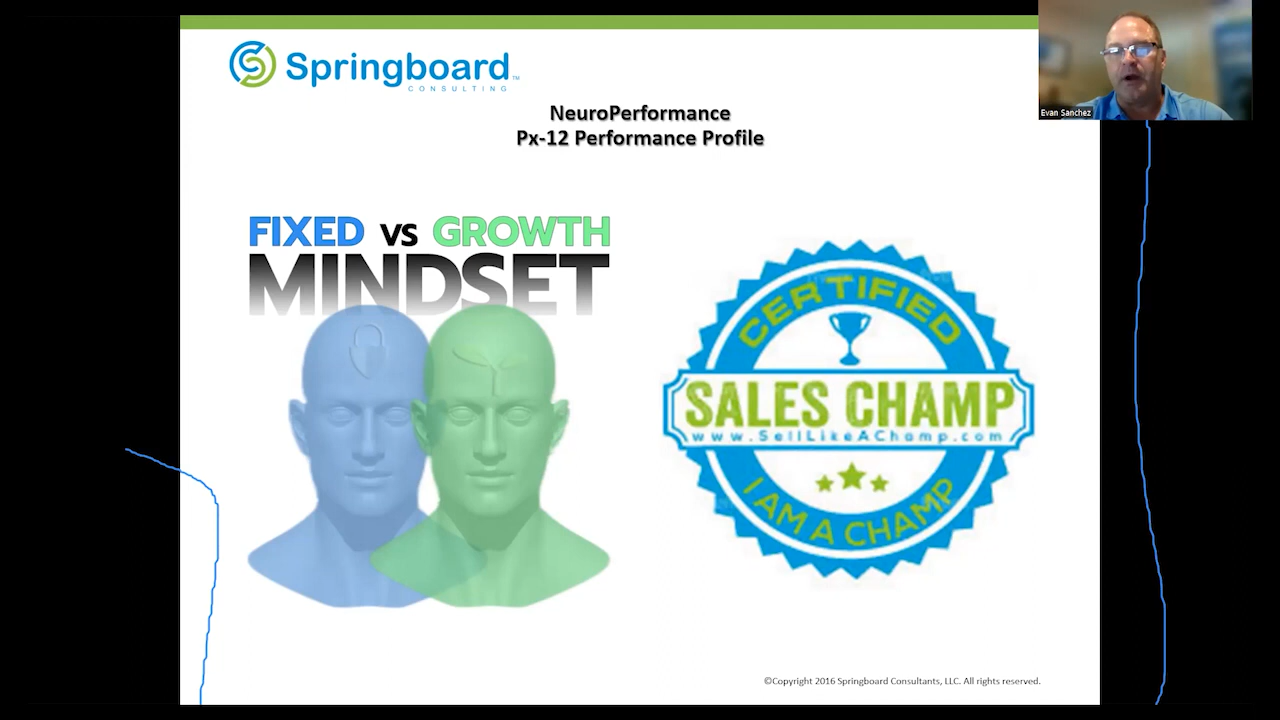 Springboard
TM
CONSULTING
Evan Sanchez
NeuroPerformance
Px-12 Performance Profile
FIXED vs GROWTH
MINDSET
CERTIFIED
SALES CHAMP
www.SellLikeAChamp.com
I AM A CHAMP
©Copyright 2016 Springboard Consultants, LLC. All rights reserved.